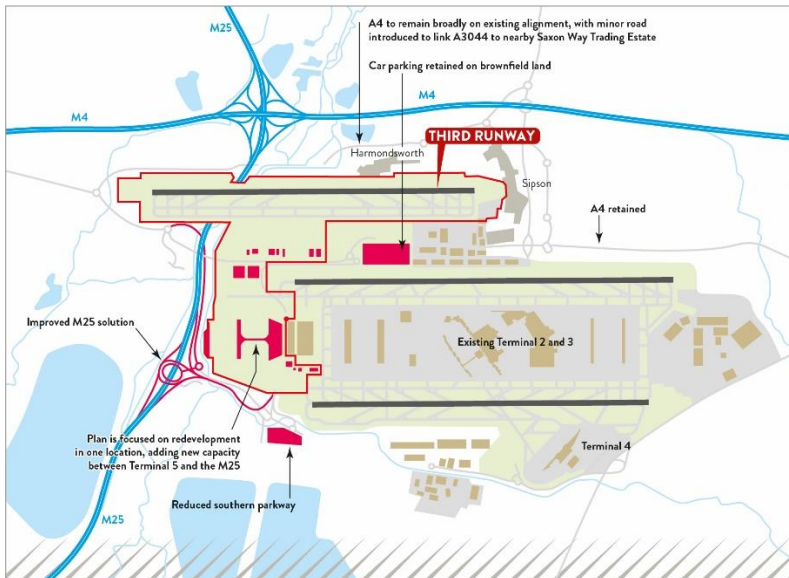 M25
A4 to remain broadly on existing alignment, with minor road
introduced to link A3044 to nearby Saxon Way Trading Estate
Car parking retained on brownfield land
M4
M4
THIRD RUNWAY
Harmondsworth
Sipson
A4 retained
Improved M25 solution
Existing Terminal 2 and 3
Plan is focused on redevelopment
in one location, adding new capacity
between Terminal 5 and the M25
Terminal 4
Reduced southern parkway
M25